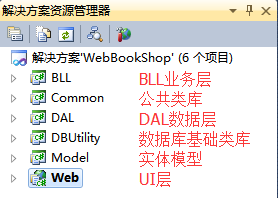 解决方案资源管理器
解决方案'WebBookShop' (6 个项目)
BLL BLL业务层
Common 公共类库
DAL DAL数据层
DBUtility 数据库基础类库
Model 实体模型
Web UI层